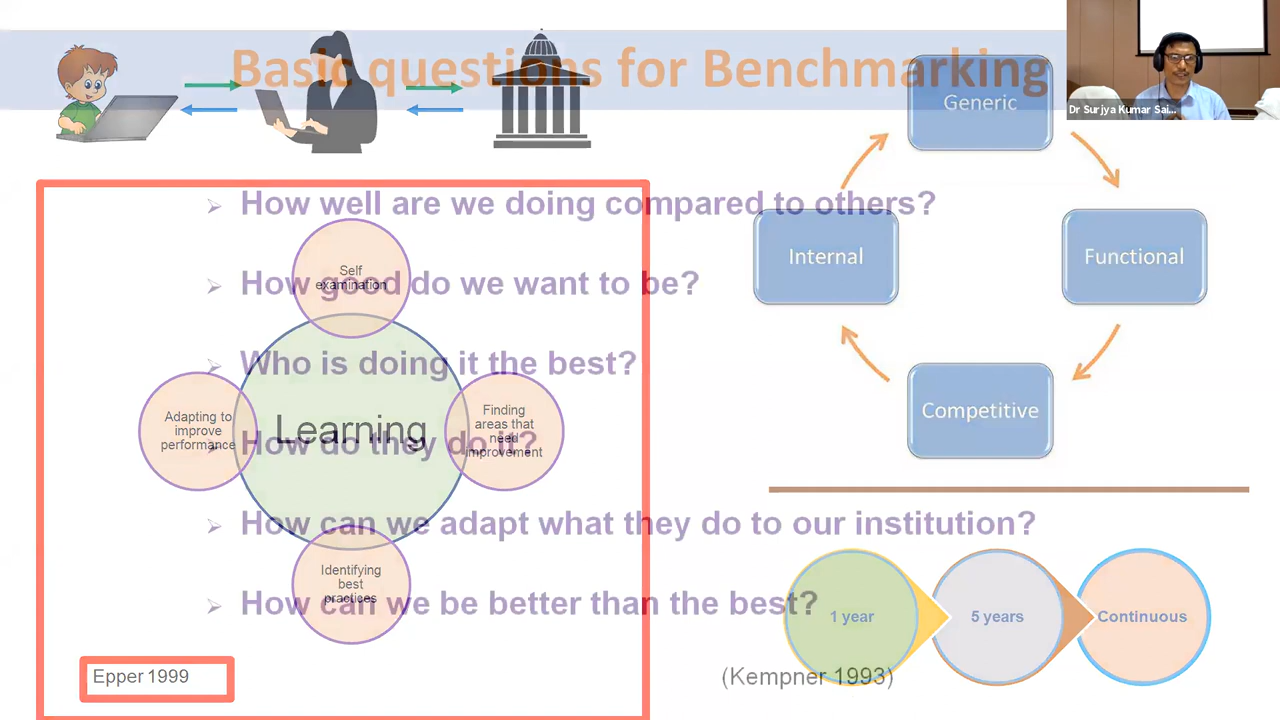 Basic questions for Benchmarking
Dr Surjya Kumar Sai...
Generic
Internal
Functional
Competitive
How well are we doing compared to others?
How good do we want to be?
Who is doing it the best?
How do they do it?
How can we adapt what they do to our institution?
How can we be better than the best?
Self
examination
Adapting to
improve
performance
Learning
Finding
areas that
need
improvement
Identifying
best
practices
1 year
5 years
Continuous
Epper 1999
(Kempner 1993)